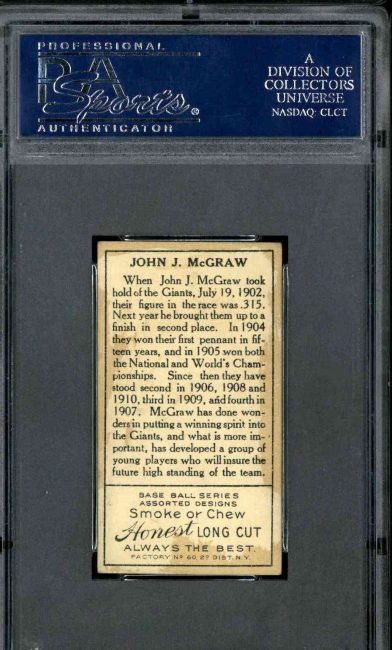 PROFESSIONAL
PSA
Sports®
AUTHENTICATOR
A
DIVISION OF
COLLECTORS
UNIVERSE
NASDAQ: CLCT
JOHN J. McGRAW
When John J. McGraw took
hold of the Giants, July 19, 1902,
their figure in the race was .315.
Next year he brought them up to a
finish in second place. In 1904
they won their first pennant in fif-
teen years, and in 1905 won both
the National and World's Cham-
pionships. Since then they have
stood second in 1906, 1908 and
1910, third in 1909, and fourth in
1907. McGraw has done won-
ders in putting a winning spirit into
the Giants, and what is more im-
portant, has developed a group of
young players who will insure the
future high standing of the team.
BASE BALL SERIES
ASSORTED DESIGNS
Smoke or Chew
Honest LONG CUT
ALWAYS THE BEST.
FACTORY Nº 60, 2ᴰ DIST. N.Y.